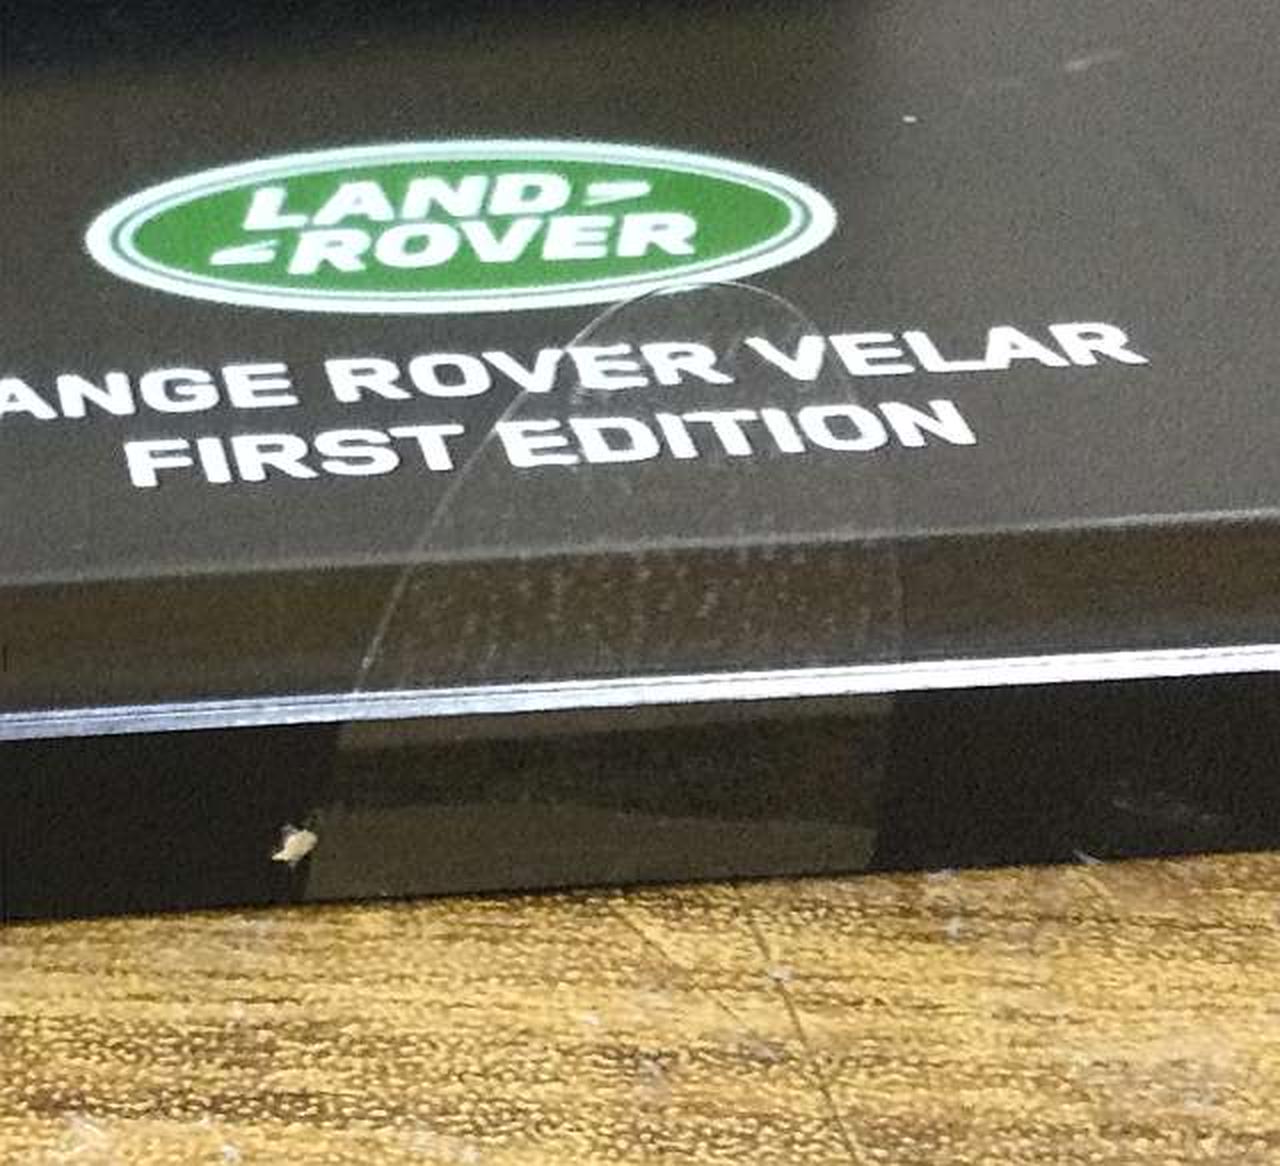 LAND-
-ROVER
ANGE ROVER VELAR
FIRST EDITION